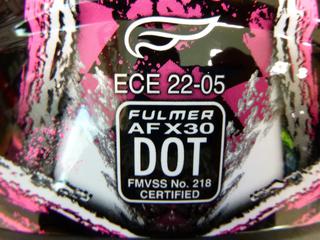 ECE 22-05
FULMER
AF X30
DOT
FMVSS No. 218
CERTIFIED